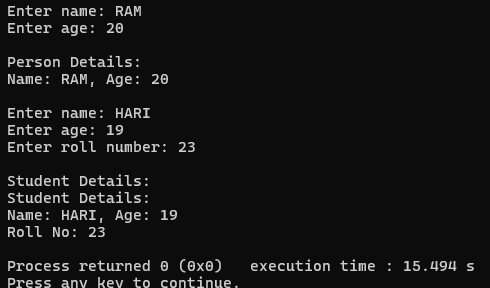 Enter name: RAM
Enter age: 20
Person Details:
Name: RAM, Age: 20
Enter name: HARI
Enter age: 19
Enter roll number: 23
Student Details:
Student Details:
Name: HARI, Age: 19
Roll No: 23
Process returned 0 (0x0)   execution time : 15.494 s
Press any key to continue.